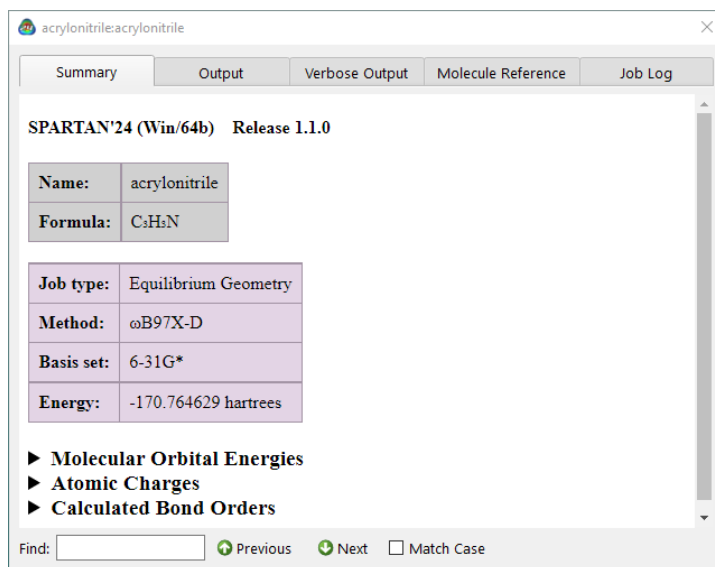 acrylonitrile:acrylonitrile
Summary Output Verbose Output Molecule Reference Job Log
SPARTAN'24 (Win/64b) Release 1.1.0
Name: acrylonitrile
Formula: C₃H₃N
Job type: Equilibrium Geometry
Method: ωB97X-D
Basis set: 6-31G*
Energy: -170.764629 hartrees
Molecular Orbital Energies
Atomic Charges
Calculated Bond Orders
Find: Previous Next Match Case